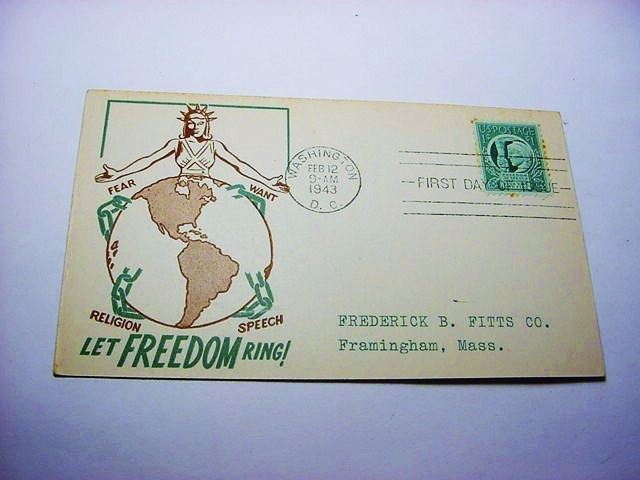 FEAR
WANT
RELIGION
SPEECH
LET FREEDOM RING!
WASHINGTON
FEB 12
9-AM
1943
D. C.
U.S. POSTAGE
1¢
FIRST DAY
FREDERICK B. FITTS CO.
Framingham, Mass.